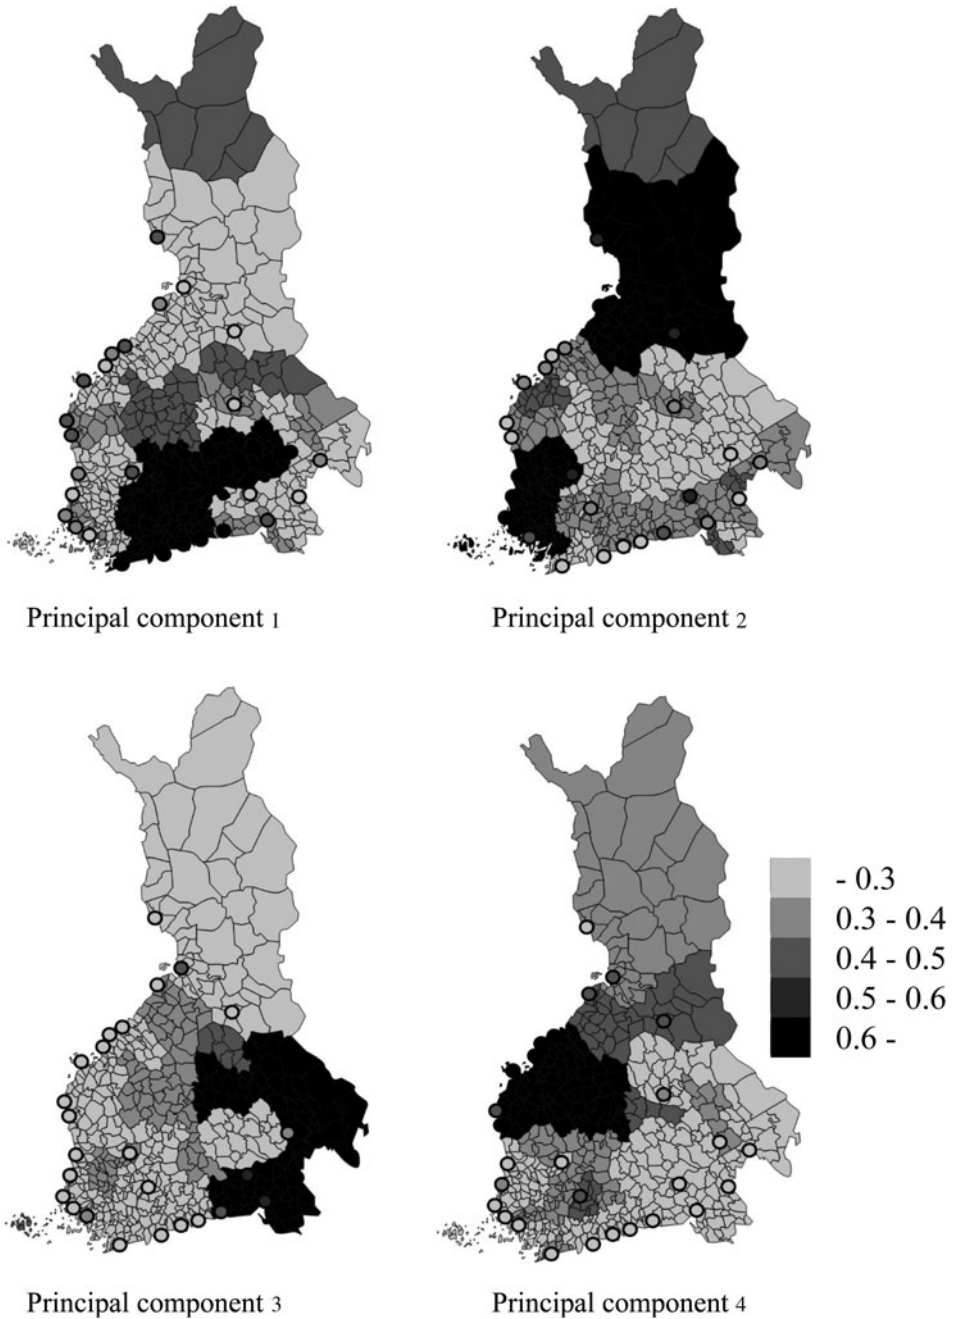 Principal component 1
Principal component 2
- 0.3
0.3 - 0.4
0.4 - 0.5
0.5 - 0.6
0.6 -
Principal component 3
Principal component 4